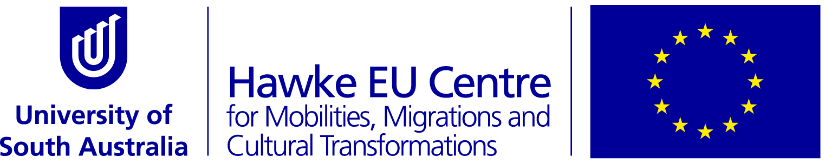 University of
South Australia
Hawke EU Centre
for Mobilities, Migrations and
Cultural Transformations